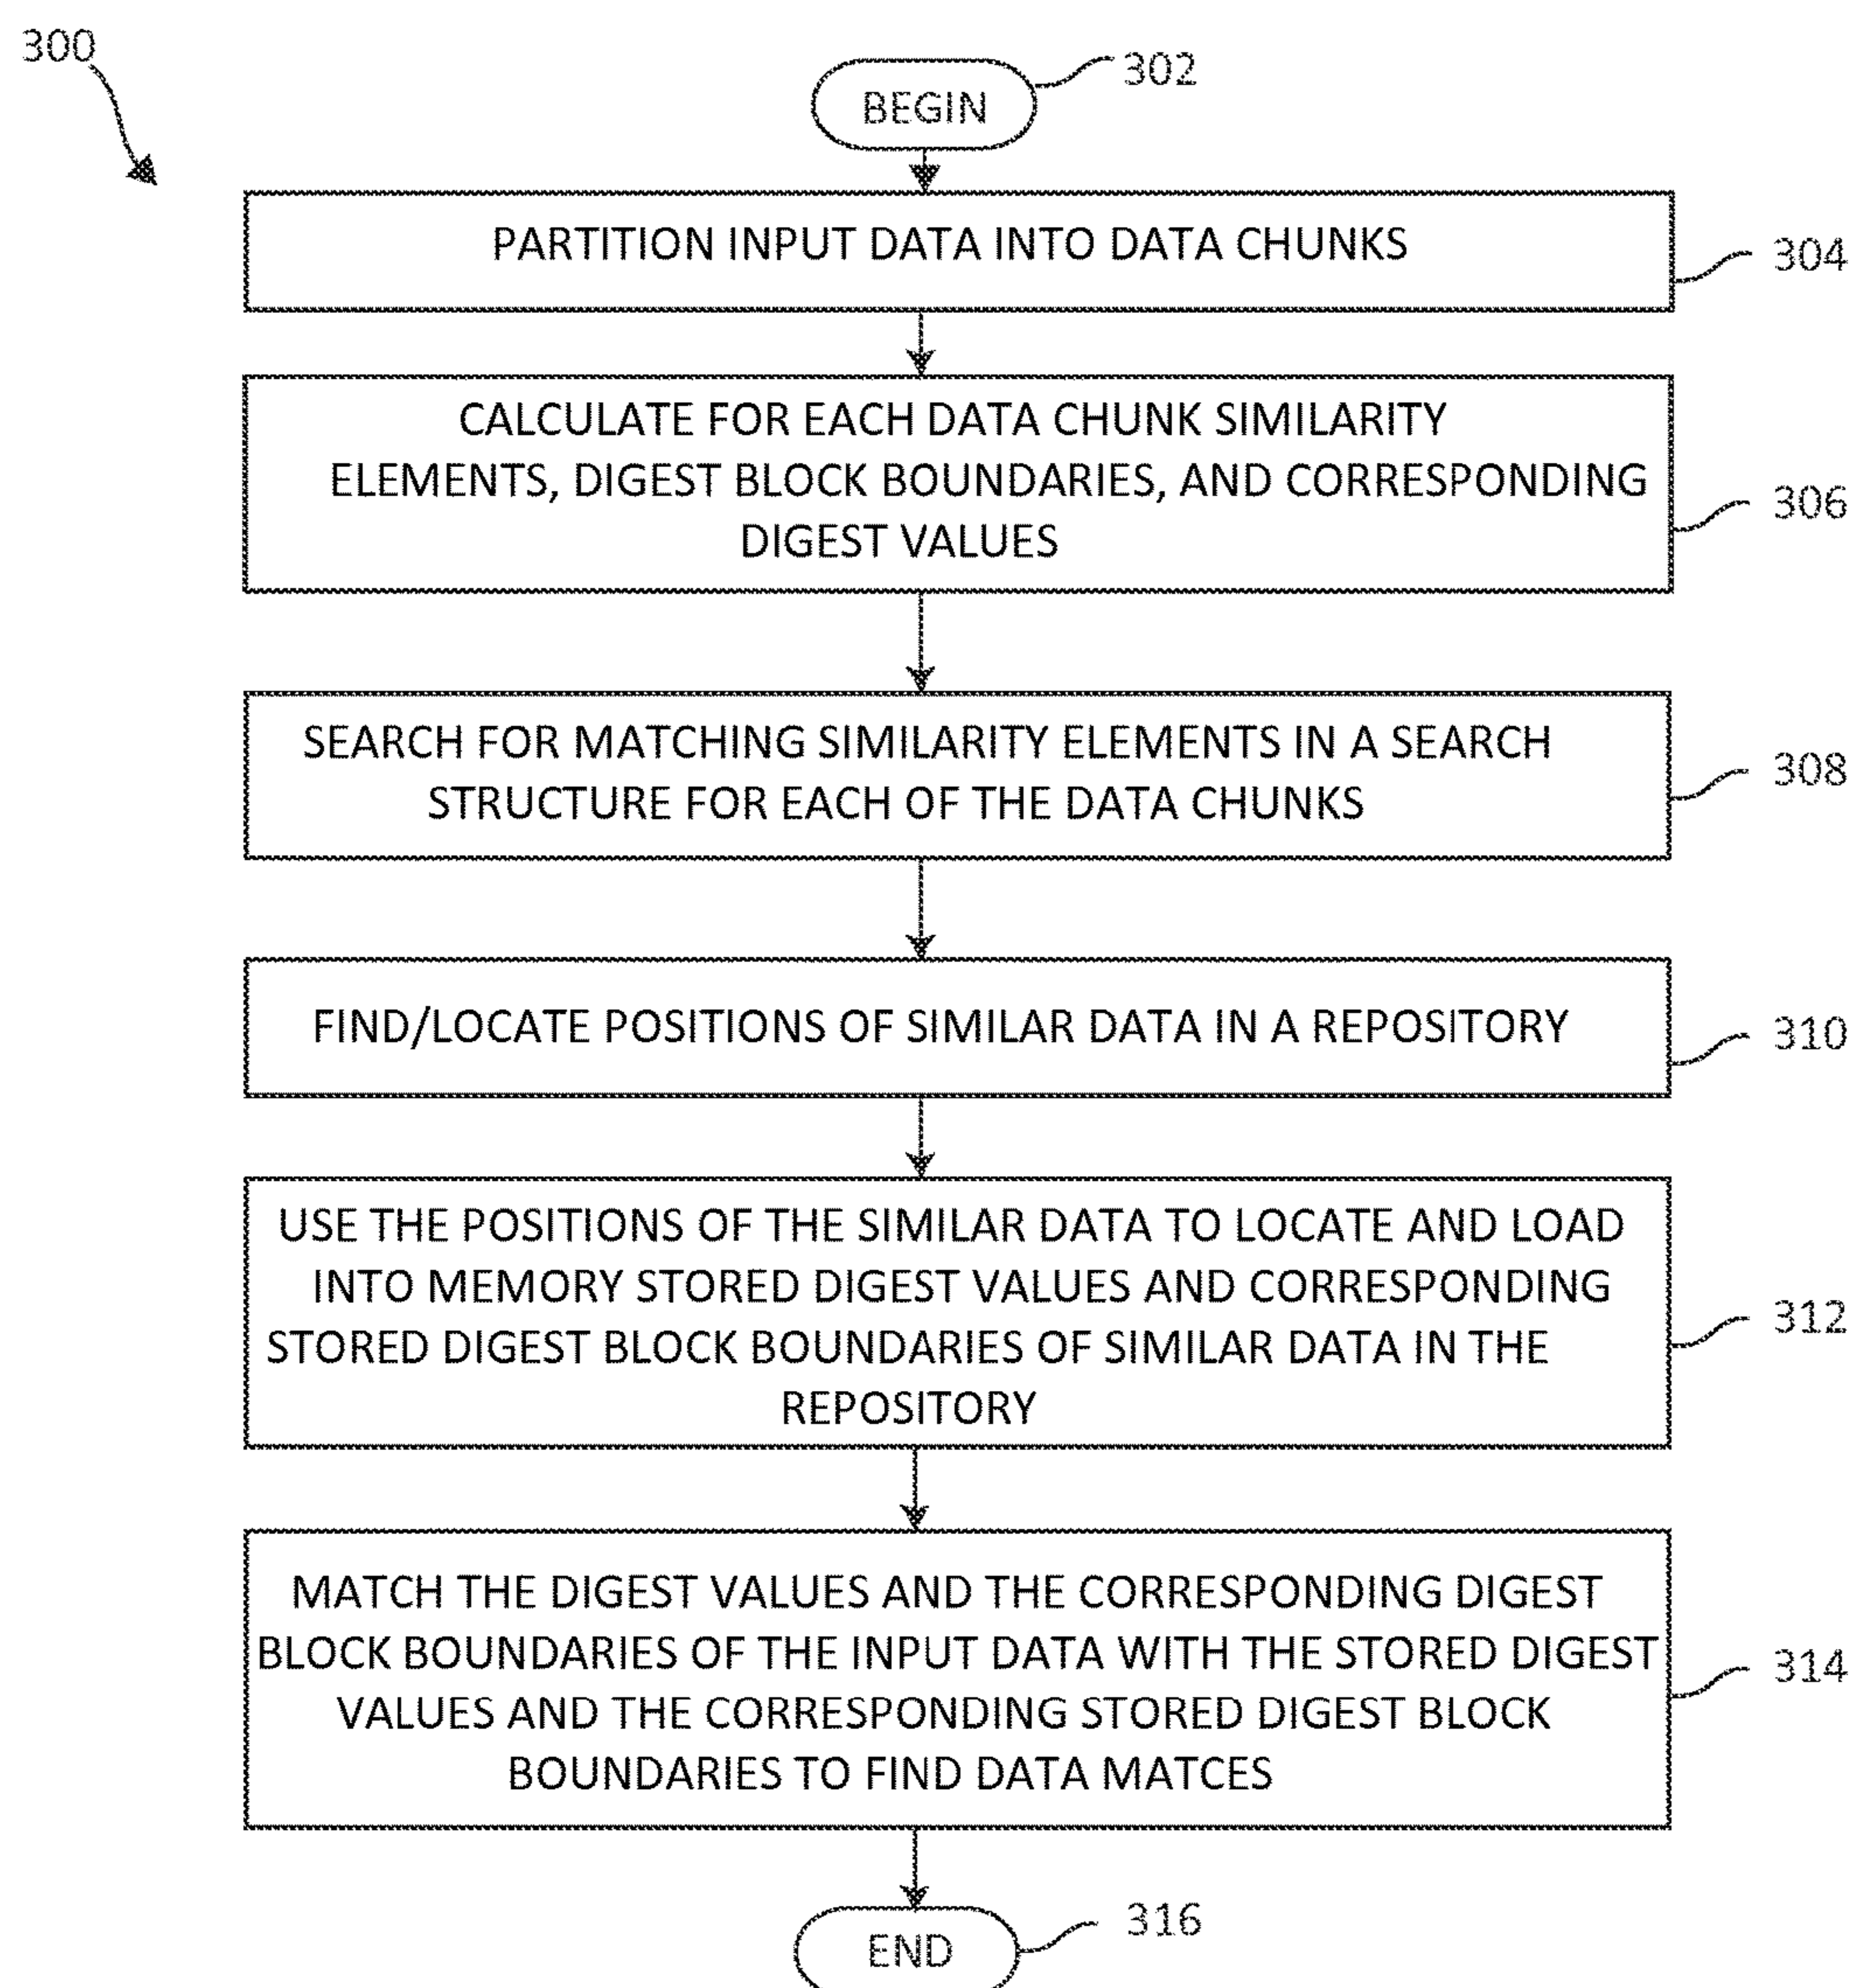 300
302
BEGIN
PARTITION INPUT DATA INTO DATA CHUNKS
304
CALCULATE FOR EACH DATA CHUNK SIMILARITY
ELEMENTS, DIGEST BLOCK BOUNDARIES, AND CORRESPONDING
DIGEST VALUES
306
SEARCH FOR MATCHING SIMILARITY ELEMENTS IN A SEARCH
STRUCTURE FOR EACH OF THE DATA CHUNKS
308
FIND/LOCATE POSITIONS OF SIMILAR DATA IN A REPOSITORY
310
USE THE POSITIONS OF THE SIMILAR DATA TO LOCATE AND LOAD
INTO MEMORY STORED DIGEST VALUES AND CORRESPONDING
STORED DIGEST BLOCK BOUNDARIES OF SIMILAR DATA IN THE
REPOSITORY
312
MATCH THE DIGEST VALUES AND THE CORRESPONDING DIGEST
BLOCK BOUNDARIES OF THE INPUT DATA WITH THE STORED DIGEST
VALUES AND THE CORRESPONDING STORED DIGEST BLOCK
BOUNDARIES TO FIND DATA MATCES
314
END
316